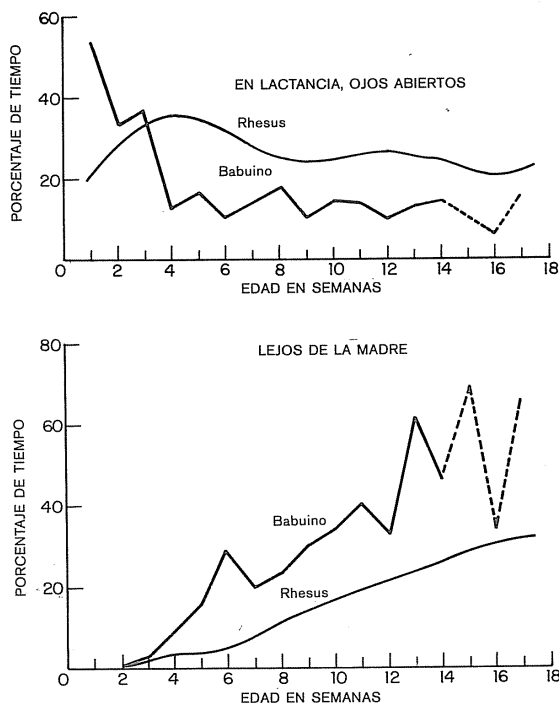 60
EN LACTANCIA, OJOS ABIERTOS
40
Rhesus
Babuino
20
PORCENTAJE DE TIEMPO
0 2 4 6 8 10 12 14 16 18
EDAD EN SEMANAS
80
LEJOS DE LA MADRE
60
Babuino
40
Rhesus
20
PORCENTAJE DE TIEMPO
0 2 4 6 8 10 12 14 16 18
EDAD EN SEMANAS